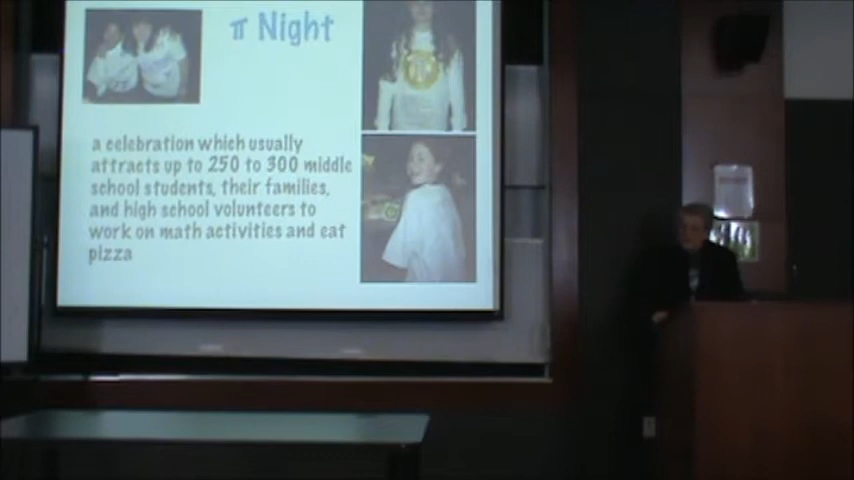 π Night
a celebration which usually
attracts up to 250 to 300 middle
school students, their families,
and high school volunteers to
work on math activities and eat
pizza